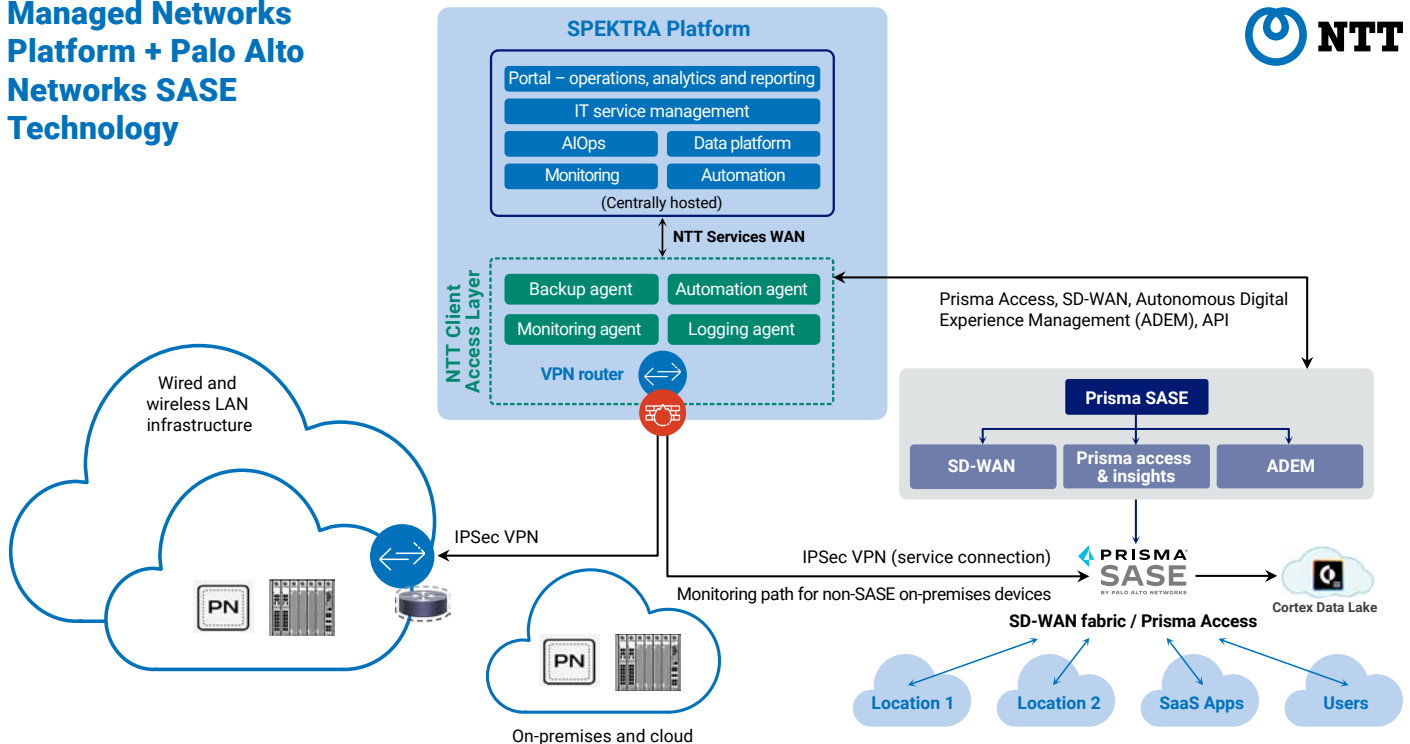 Managed Networks
Platform + Palo Alto
Networks SASE
Technology
SPEKTRA Platform
NTT
Portal – operations, analytics and reporting
IT service management
AIOps
Data platform
Monitoring
Automation
(Centrally hosted)
NTT Services WAN
NTT Client
Access Layer
Backup agent
Automation agent
Monitoring agent
Logging agent
VPN router
Prisma Access, SD-WAN, Autonomous Digital
Experience Management (ADEM), API
Wired and
wireless LAN
infrastructure
Prisma SASE
SD-WAN
Prisma access
& insights
ADEM
IPSec VPN
PN
IPSec VPN (service connection)
Monitoring path for non-SASE on-premises devices
PRISMA
SASE
BY PALO ALTO NETWORKS
Cortex Data Lake
SD-WAN fabric / Prisma Access
PN
On-premises and cloud
Location 1
Location 2
SaaS Apps
Users